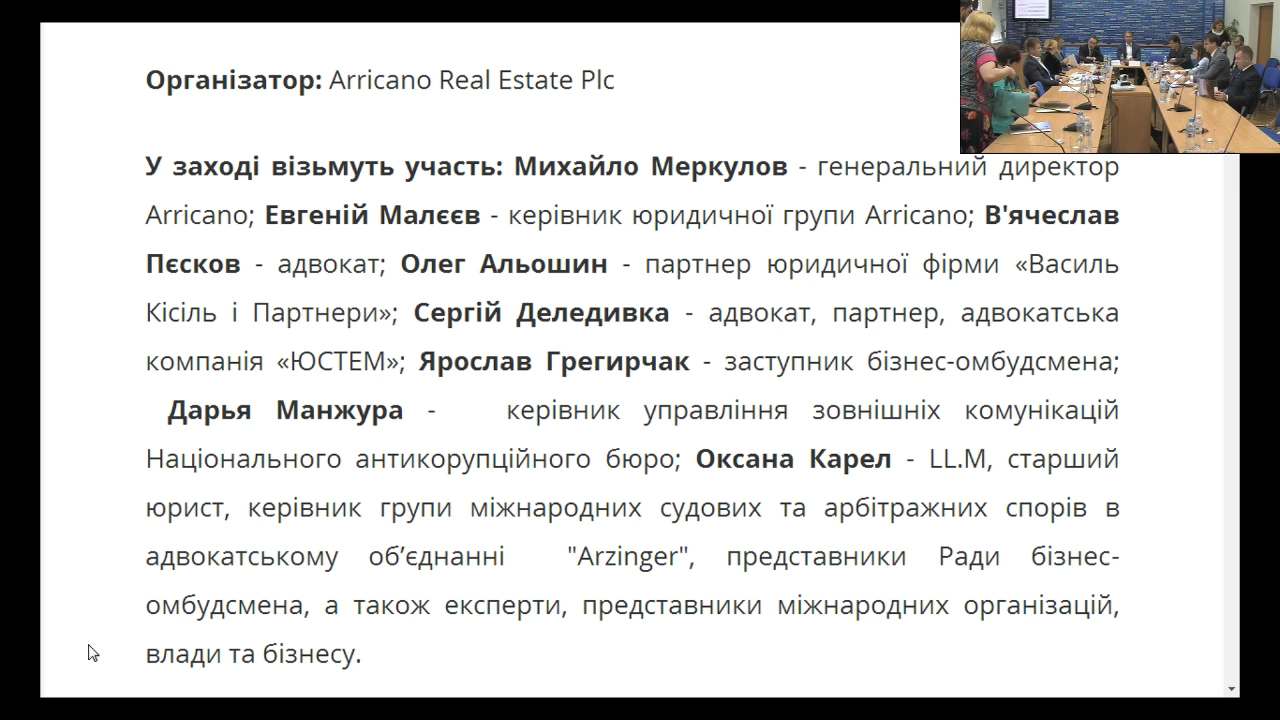 Організатор: Arricano Real Estate Plc
У заході візьмуть участь: Михайло Меркулов - генеральний директор
Arricano; Евгеній Малєєв - керівник юридичної групи Arricano; В'ячеслав
Пєсков - адвокат; Олег Альошин - партнер юридичної фірми «Василь
Кісіль і Партнери»; Сергій Деледивка - адвокат, партнер, адвокатська
компанія «ЮСТЕМ»; Ярослав Грегирчак - заступник бізнес-омбудсмена;
Дарья Манжура - керівник управління зовнішніх комунікацій
Національного антикорупційного бюро; Оксана Карел - LL.M, старший
юрист, керівник групи міжнародних судових та арбітражних спорів в
адвокатському об’єднанні "Arzinger", представники Ради бізнес-
омбудсмена, а також експерти, представники міжнародних організацій,
влади та бізнесу.